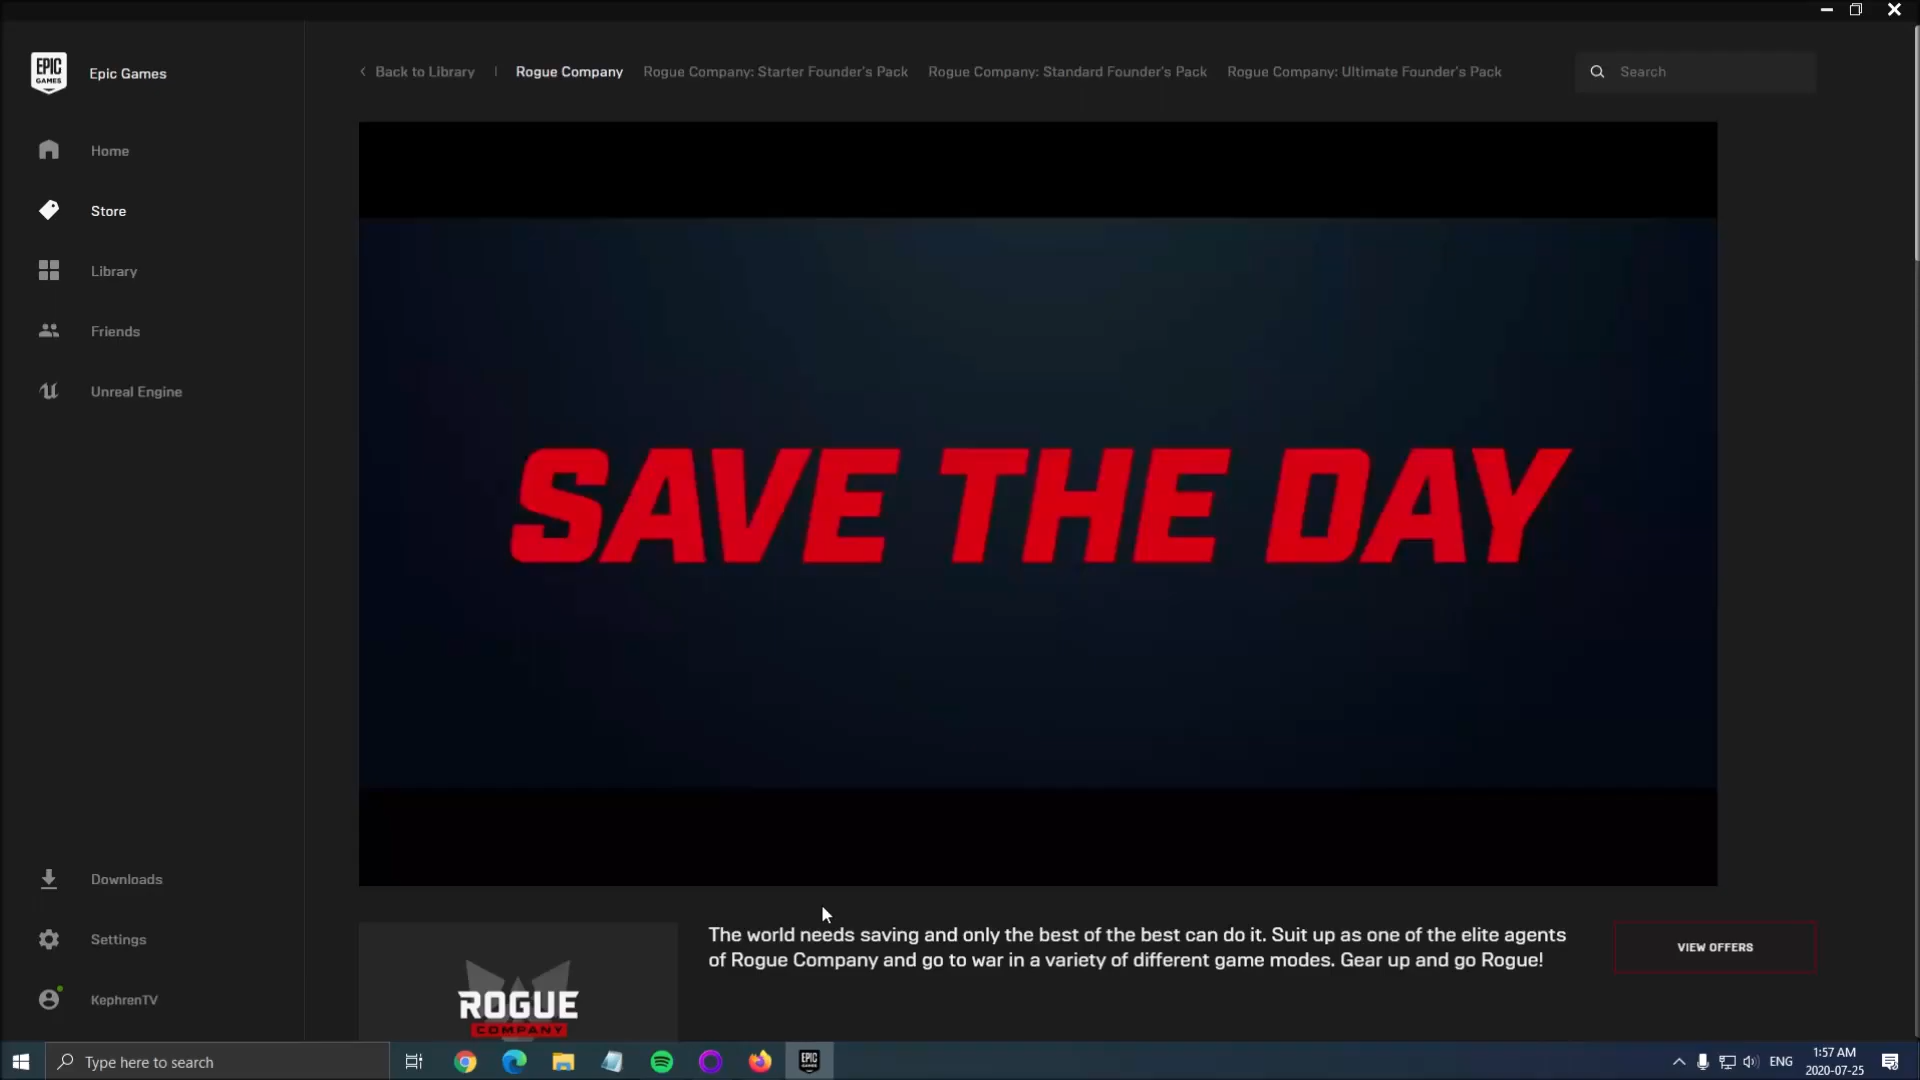 EPIC GAMES
Epic Games
Home
Store
Library
Friends
Unreal Engine
Downloads
Settings
KephrenTV
Back to Library
Rogue Company
Rogue Company: Starter Founder's Pack
Rogue Company: Standard Founder's Pack
Rogue Company: Ultimate Founder's Pack
Search
SAVE THE DAY
ROGUE
COMPANY
The world needs saving and only the best of the best can do it. Suit up as one of the elite agents
of Rogue Company and go to war in a variety of different game modes. Gear up and go Rogue!
VIEW OFFERS
Type here to search
EPIC GAMES
ENG
1:57 AM
2020-07-25